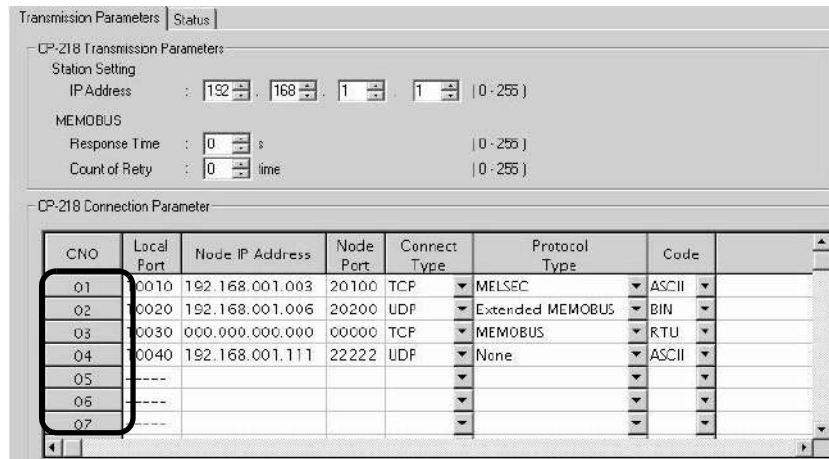 Transmission Parameters Status
CP-218 Transmission Parameters
Station Setting
IP Address : 192 . 168 . 1 . 1 ( 0 - 255 )
MEMOBUS
Response Time : 0 s ( 0 - 255 )
Count of Retry : 0 time ( 0 - 255 )
CP-218 Connection Parameter
CNO Local Port Node IP Address Node Port Connect Type Protocol Type Code
01 10010 192.168.001.003 20100 TCP MELSEC ASCII
02 10020 192.168.001.006 20200 UDP Extended MEMOBUS BIN
03 10030 000.000.000.000 00000 TCP MEMOBUS RTU
04 10040 192.168.001.111 22222 UDP None ASCII
05 -----
06 -----
07 -----